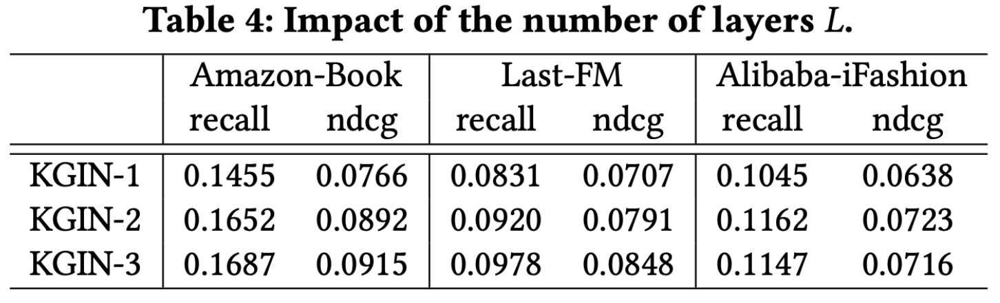 Table 4: Impact of the number of layers L.
Amazon-Book Last-FM Alibaba-iFashion
recall ndcg recall ndcg recall ndcg
KGIN-1 0.1455 0.0766 0.0831 0.0707 0.1045 0.0638
KGIN-2 0.1652 0.0892 0.0920 0.0791 0.1162 0.0723
KGIN-3 0.1687 0.0915 0.0978 0.0848 0.1147 0.0716